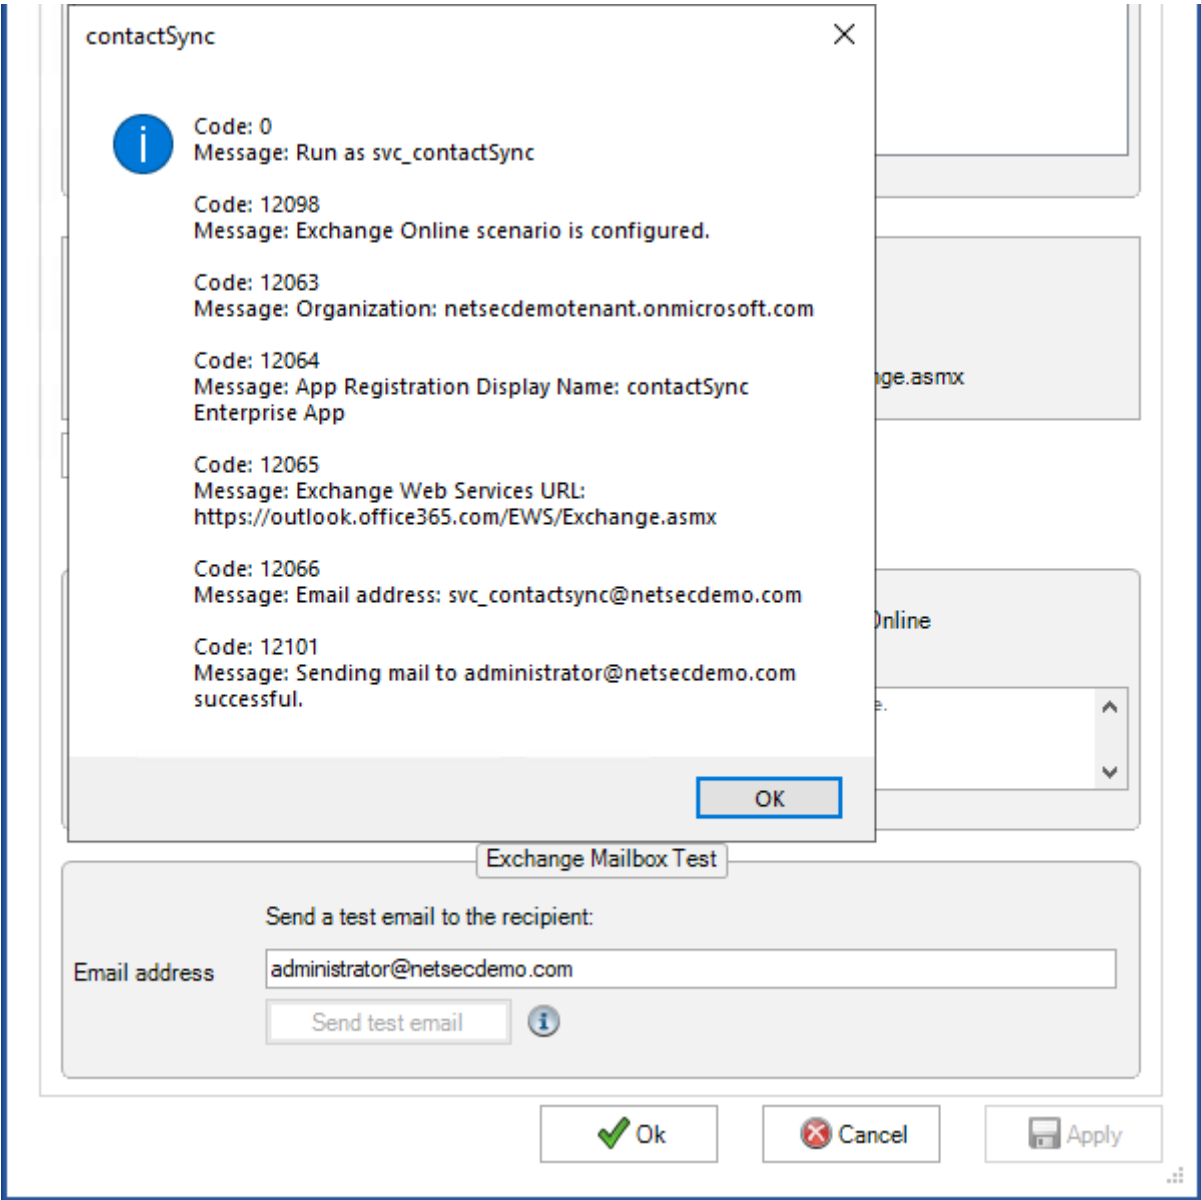 contactSync
Code: 0
Message: Run as svc_contactSync
Code: 12098
Message: Exchange Online scenario is configured.
Code: 12063
Message: Organization: netsecdemotenant.onmicrosoft.com
Code: 12064
Message: App Registration Display Name: contactSync
Enterprise App
nge.asmx
Code: 12065
Message: Exchange Web Services URL:
https://outlook.office365.com/EWS/Exchange.asmx
Code: 12066
Message: Email address: svc_contactsync@netsecdemo.com
Online
Code: 12101
Message: Sending mail to administrator@netsecdemo.com
successful.
e.
OK
Exchange Mailbox Test
Send a test email to the recipient:
Email address
administrator@netsecdemo.com
Send test email
Ok
Cancel
Apply